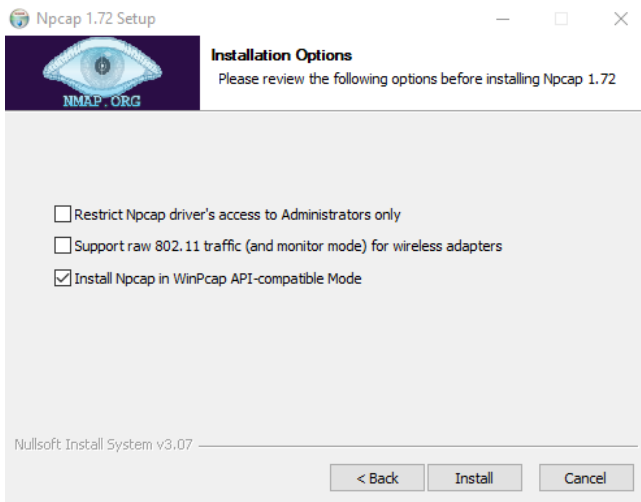 Npcap 1.72 Setup
NMAP.ORG
Installation Options
Please review the following options before installing Npcap 1.72
Restrict Npcap driver's access to Administrators only
Support raw 802.11 traffic (and monitor mode) for wireless adapters
Install Npcap in WinPcap API-compatible Mode
Nullsoft Install System v3.07
< Back Install Cancel